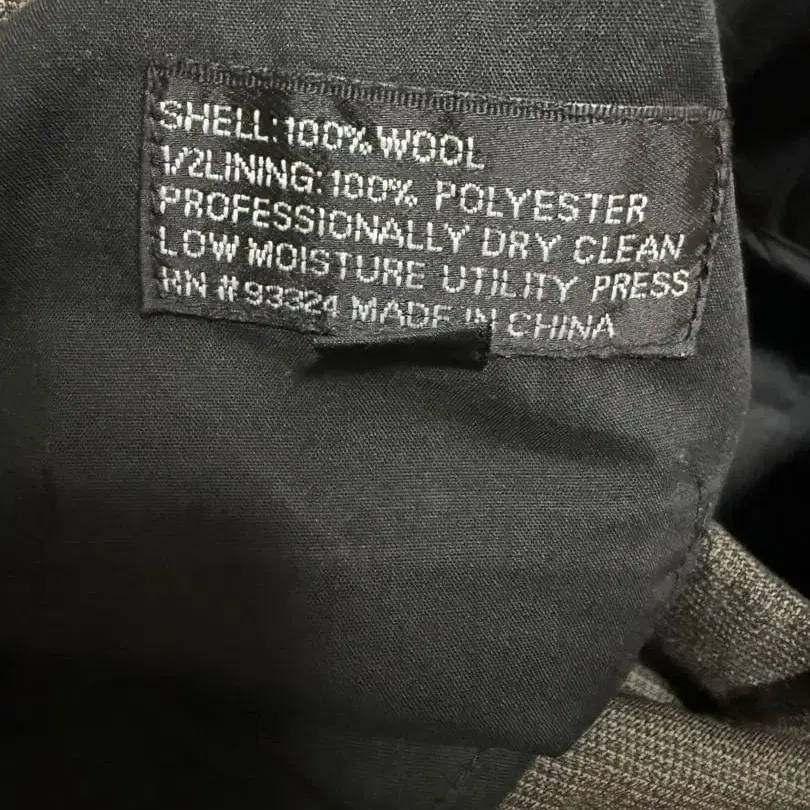 SHELL:100% WOOL
1/2LINING:100% POLYESTER
PROFESSIONALLY DRY CLEAN
LOW MOISTURE UTILITY PRESS
RN #93324 MADE IN CHINA